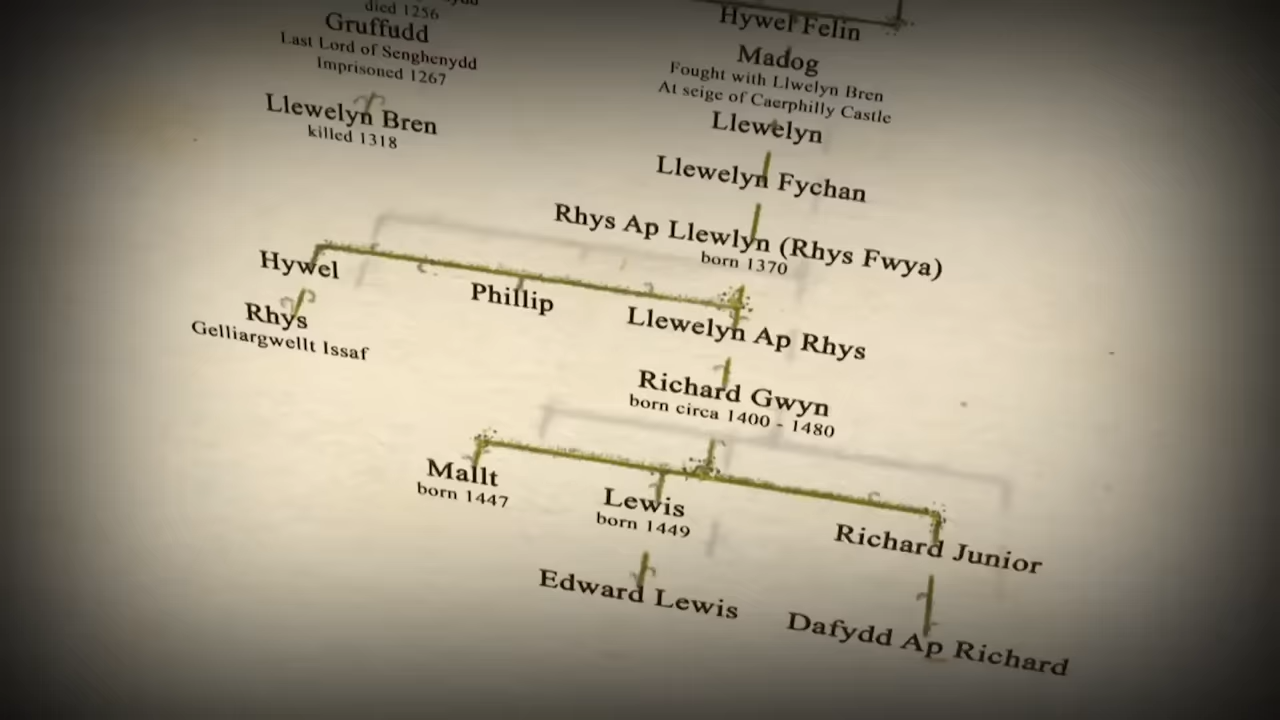 died 1256
Gruffudd
Last Lord of Senghenydd
Imprisoned 1267
Llewelyn Bren
killed 1318
Hywel Felin
Madog
Fought with Llwelyn Bren
At seige of Caerphilly Castle
Llewelyn
Llewelyn Fychan
Rhys Ap Llewlyn (Rhys Fwya)
born 1370
Hywel
Rhys
Gelliargwellt Issaf
Phillip
Llewelyn Ap Rhys
Richard Gwyn
born circa 1400 - 1480
Mallt
born 1447
Lewis
born 1449
Richard Junior
Edward Lewis
Dafydd Ap Richard